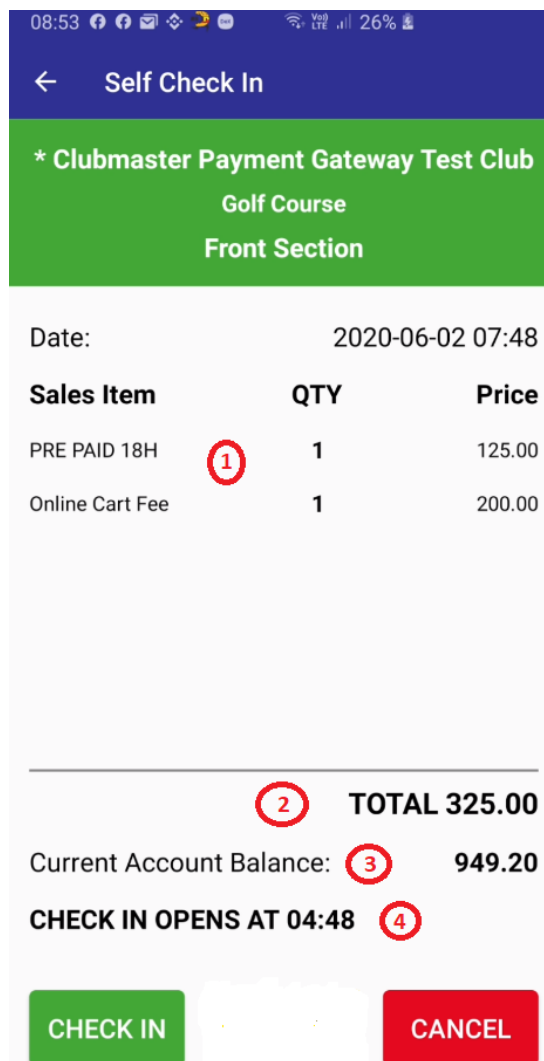 08:53 26%
← Self Check In
* Clubmaster Payment Gateway Test Club
Golf Course
Front Section
Date: 2020-06-02 07:48
Sales Item QTY Price
PRE PAID 18H 1 1 125.00
Online Cart Fee 1 200.00
2 TOTAL 325.00
Current Account Balance: 3 949.20
CHECK IN OPENS AT 04:48 4
CHECK IN CANCEL